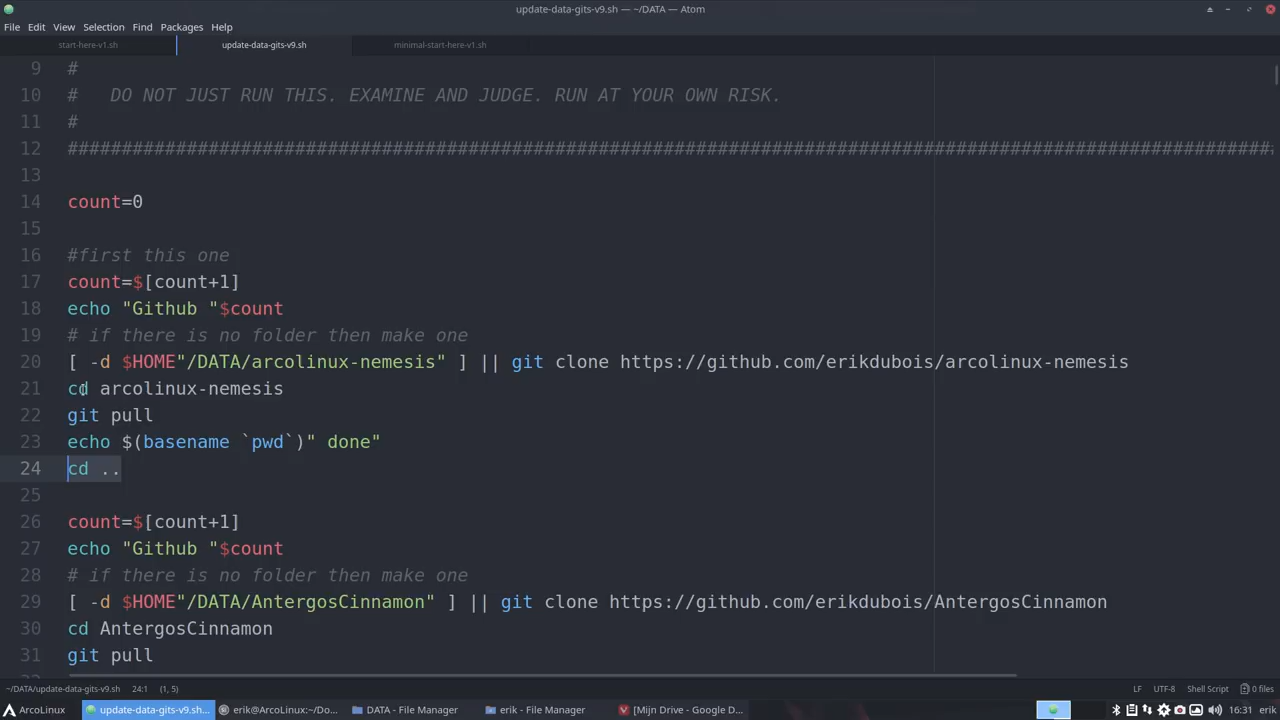 update-data-gits-v9.sh — ~/DATA — Atom
File Edit View Selection Find Packages Help
start-here-v1.sh update-data-gits-v9.sh minimal-start-here-v1.sh
9 #
10 #   DO NOT JUST RUN THIS. EXAMINE AND JUDGE. RUN AT YOUR OWN RISK.
11 #
12 ##################################################################################################################
13
14 count=0
15
16 #first this one
17 count=$[count+1]
18 echo "Github "$count
19 # if there is no folder then make one
20 [ -d $HOME"/DATA/arcolinux-nemesis" ] || git clone https://github.com/erikdubois/arcolinux-nemesis
21 cd arcolinux-nemesis
22 git pull
23 echo $(basename `pwd`)" done"
24 cd ..
25
26 count=$[count+1]
27 echo "Github "$count
28 # if there is no folder then make one
29 [ -d $HOME"/DATA/AntergosCinnamon" ] || git clone https://github.com/erikdubois/AntergosCinnamon
30 cd AntergosCinnamon
31 git pull
~/DATA/update-data-gits-v9.sh 24:1 (1, 5) LF UTF-8 Shell Script 0 files
ArcoLinux update-data-gits-v9.sh... erik@ArcoLinux:~/Do... DATA - File Manager erik - File Manager [Mijn Drive - Google D... 16:31 erik